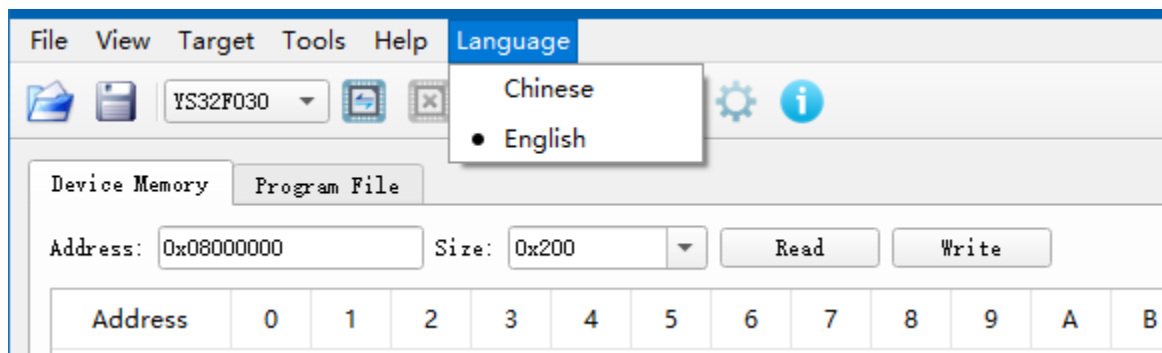 File View Target Tools Help Language
Chinese
English
YS32F030
Device Memory Program File
Address: 0x08000000 Size: 0x200 Read Write
Address 0 1 2 3 4 5 6 7 8 9 A B